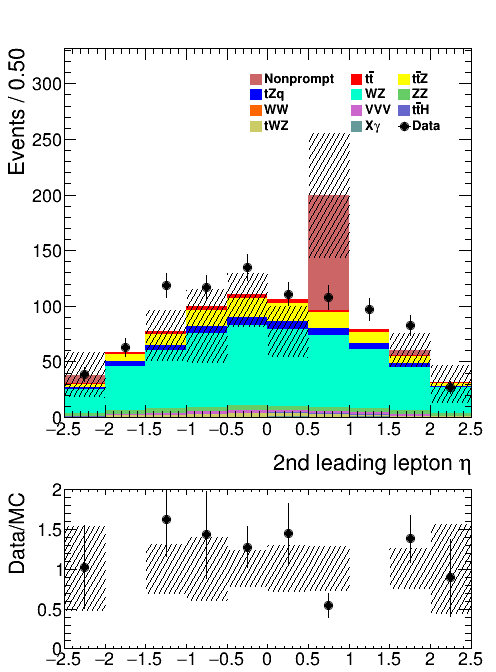 Events / 0.50
300
250
200
150
100
50
0
Nonprompt tt̄ tt̄Z
tZq WZ ZZ
WW VVV tt̄H
tWZ Xγ Data
−2.5 −2 −1.5 −1 −0.5 0 0.5 1 1.5 2 2.5
2nd leading lepton η
Data/MC
2
1.5
1
0.5
0
−2.5 −2 −1.5 −1 −0.5 0 0.5 1 1.5 2 2.5